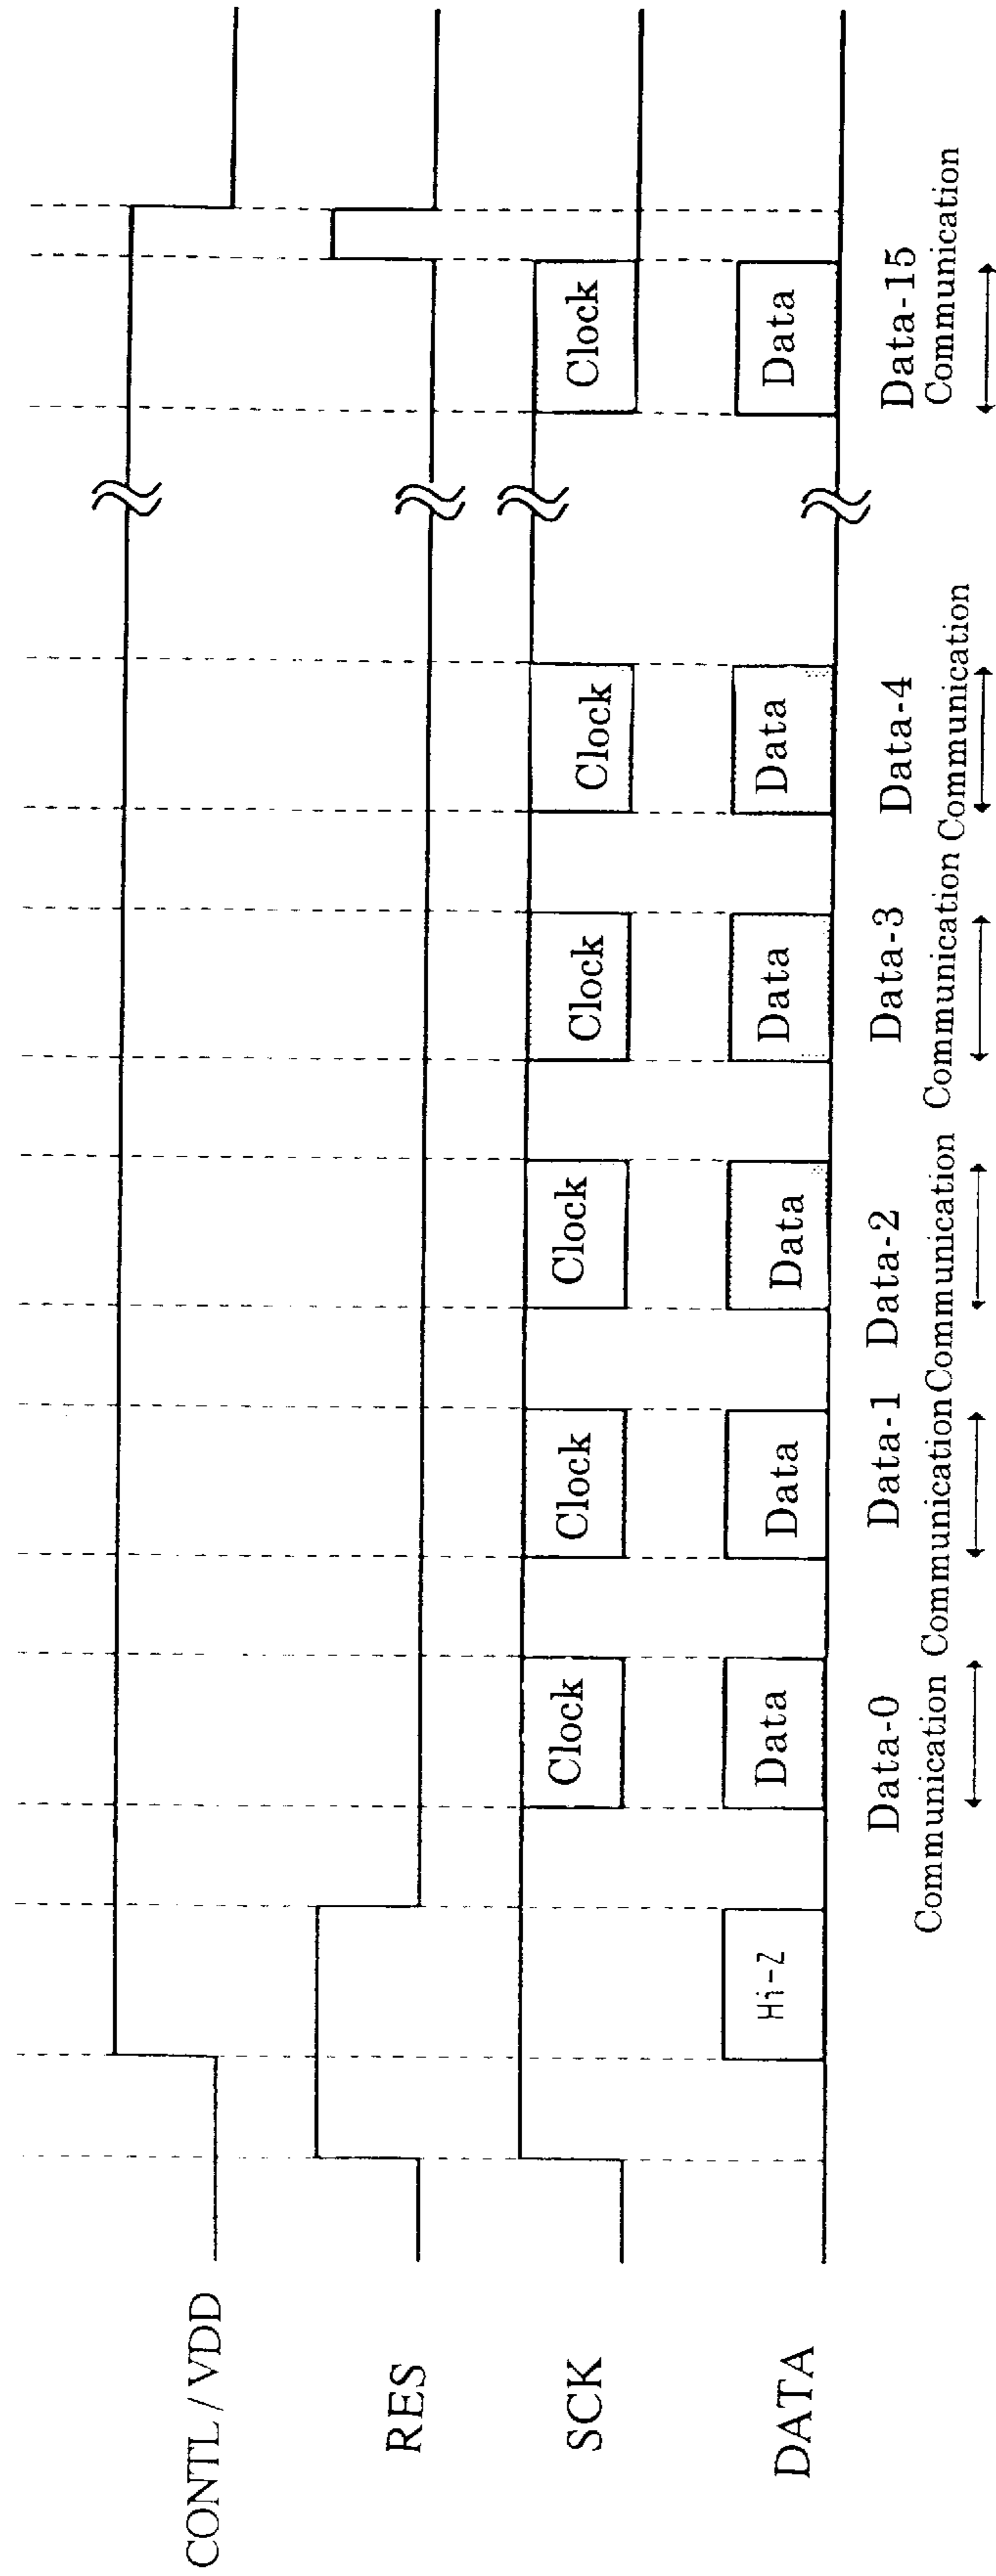 CONTL / VDD
RES
SCK
Clock
Clock
Clock
Clock
Clock
Clock
DATA
Hi-Z
Data
Data
Data
Data
Data
Data
Data-0
Communication
Data-1
Communication
Data-2
Communication
Data-3
Communication
Data-4
Communication
Data-15
Communication